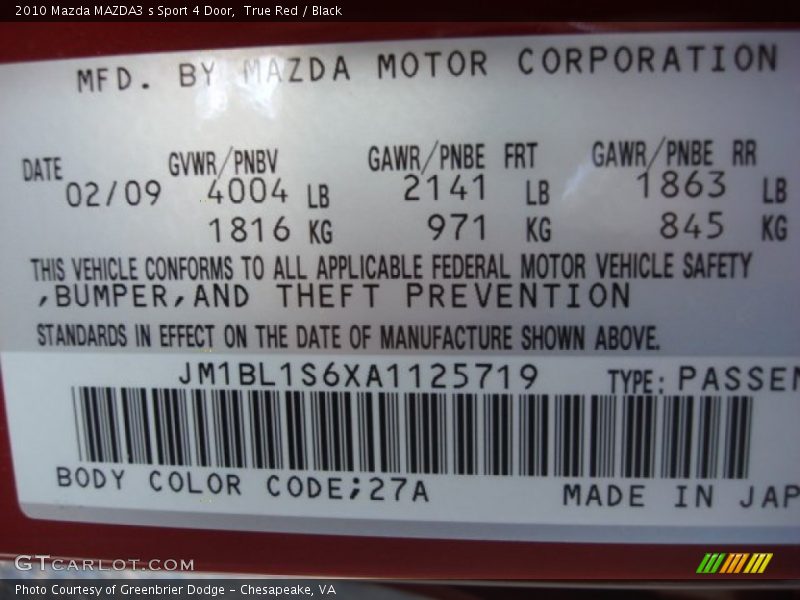 2010 Mazda MAZDA3 s Sport 4 Door, True Red / Black
MFD. BY MAZDA MOTOR CORPORATION
DATE GVWR/PNBV GAWR/PNBE FRT GAWR/PNBE RR
02/09 4004 LB 2141 LB 1863 LB
1816 KG 971 KG 845 KG
THIS VEHICLE CONFORMS TO ALL APPLICABLE FEDERAL MOTOR VEHICLE SAFETY
,BUMPER,AND THEFT PREVENTION
STANDARDS IN EFFECT ON THE DATE OF MANUFACTURE SHOWN ABOVE.
JM1BL1S6XA1125719 TYPE: PASSEN
BODY COLOR CODE;27A MADE IN JAP
GTCARLOT.COM
Photo Courtesy of Greenbrier Dodge - Chesapeake, VA